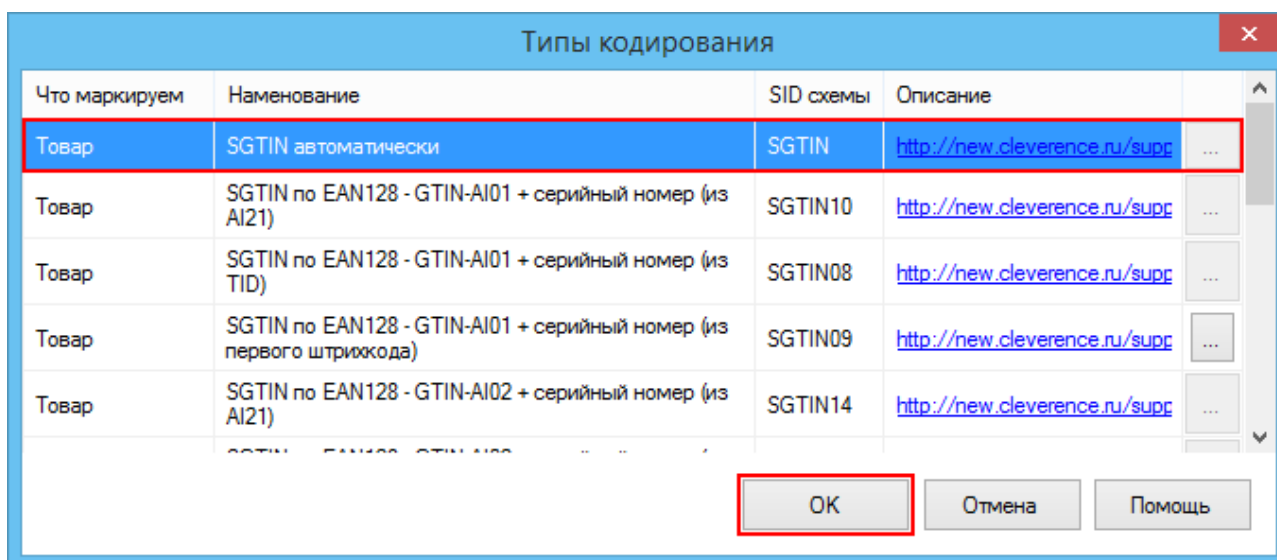 Типы кодирования
Что маркируем Наменование SID схемы Описание
Товар SGTIN автоматически SGTIN http://new.cleverence.ru/supp ...
Товар SGTIN по EAN128 - GTIN-AI01 + серийный номер (из AI21) SGTIN10 http://new.cleverence.ru/supp ...
Товар SGTIN по EAN128 - GTIN-AI01 + серийный номер (из TID) SGTIN08 http://new.cleverence.ru/supp ...
Товар SGTIN по EAN128 - GTIN-AI01 + серийный номер (из первого штрихкода) SGTIN09 http://new.cleverence.ru/supp ...
Товар SGTIN по EAN128 - GTIN-AI02 + серийный номер (из AI21) SGTIN14 http://new.cleverence.ru/supp ...
OK Отмена Помощь